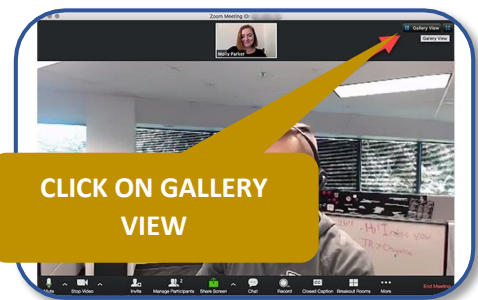 Zoom Meeting ID:
Gallery View
Gallery View
Molly Parker
CLICK ON GALLERY
VIEW
Mute
Stop Video
Invite
Manage Participants
2
Share Screen
Chat
Record
Closed Caption
Breakout Rooms
More
End Meeting